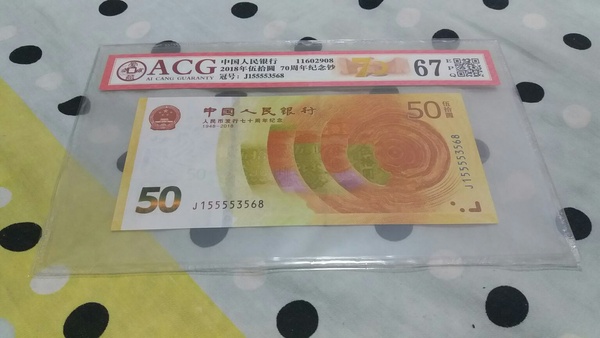 ACG
AI CANG GUARANTY
中国人民银行 11602908
2018年伍拾圆 70周年纪念钞
冠号: J155553568
70
67 EPQ
中国人民银行
人民币发行七十周年纪念
1948-2018
50
50
J155553568
J155553568